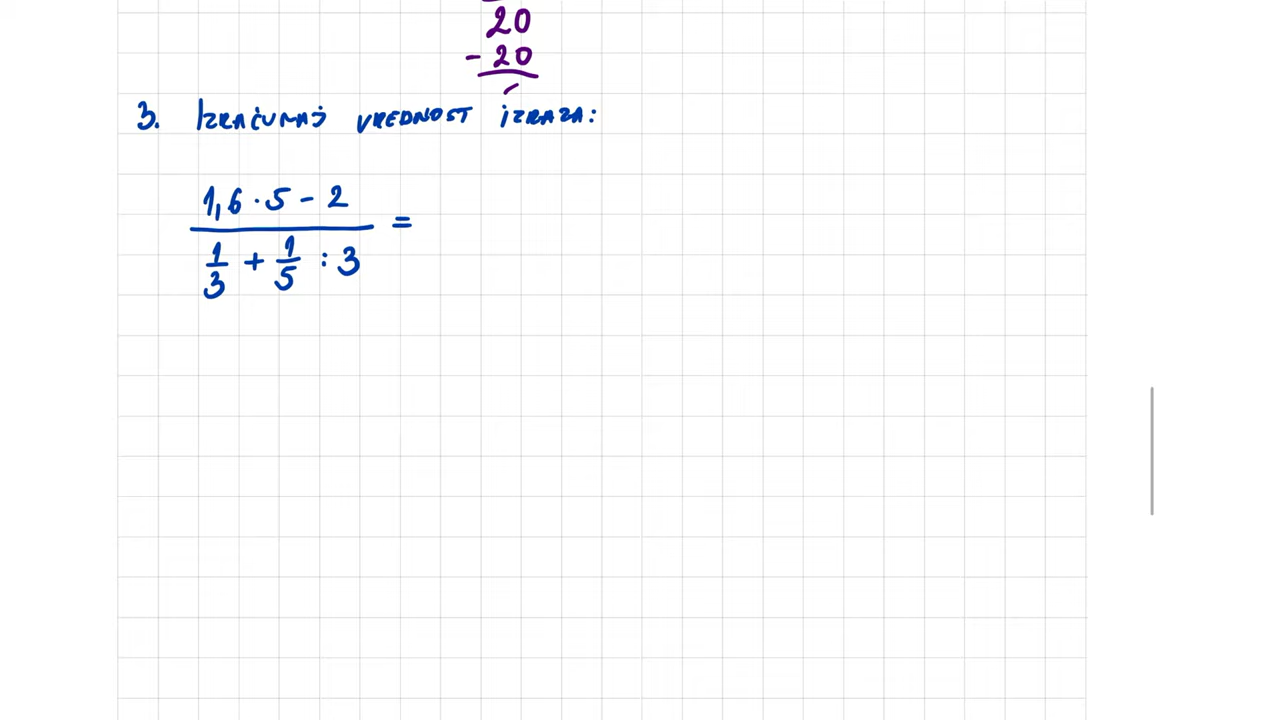 20
- 20
3. Izračunaj vrednost izraza:
1,6 · 5 - 2
=
1/3 + 1/5 : 3